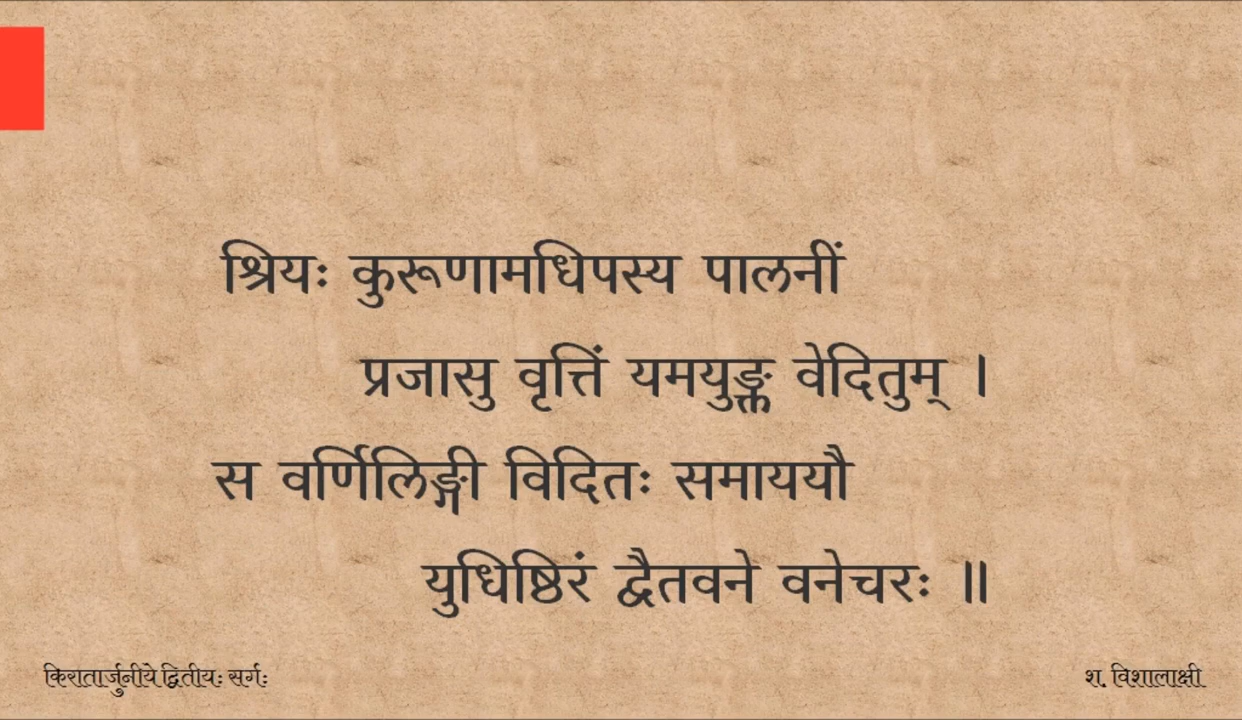 श्रियः कुरूणामधिपस्य पालनीं
प्रजासु वृत्तिं यमयुङ्क्त वेदितुम् ।
स वर्णिलिङ्गी विदितः समाययौ
युधिष्ठिरं द्वैतवने वनेचरः ॥
किरातार्जुनीये द्वितीयः सर्गः
श. विशालाक्षी